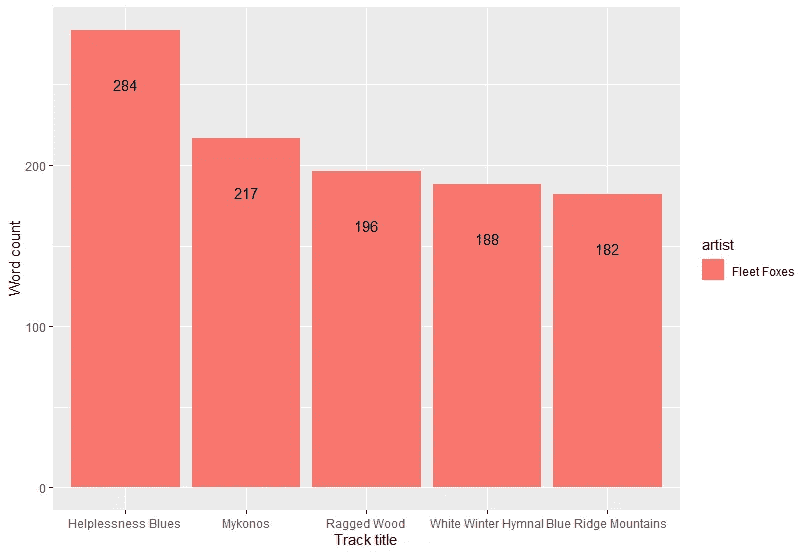 284
217
196
188
182
200
100
0
Word count
Helplessness Blues Mykonos Ragged Wood White Winter Hymnal Blue Ridge Mountains
Track title
artist
Fleet Foxes